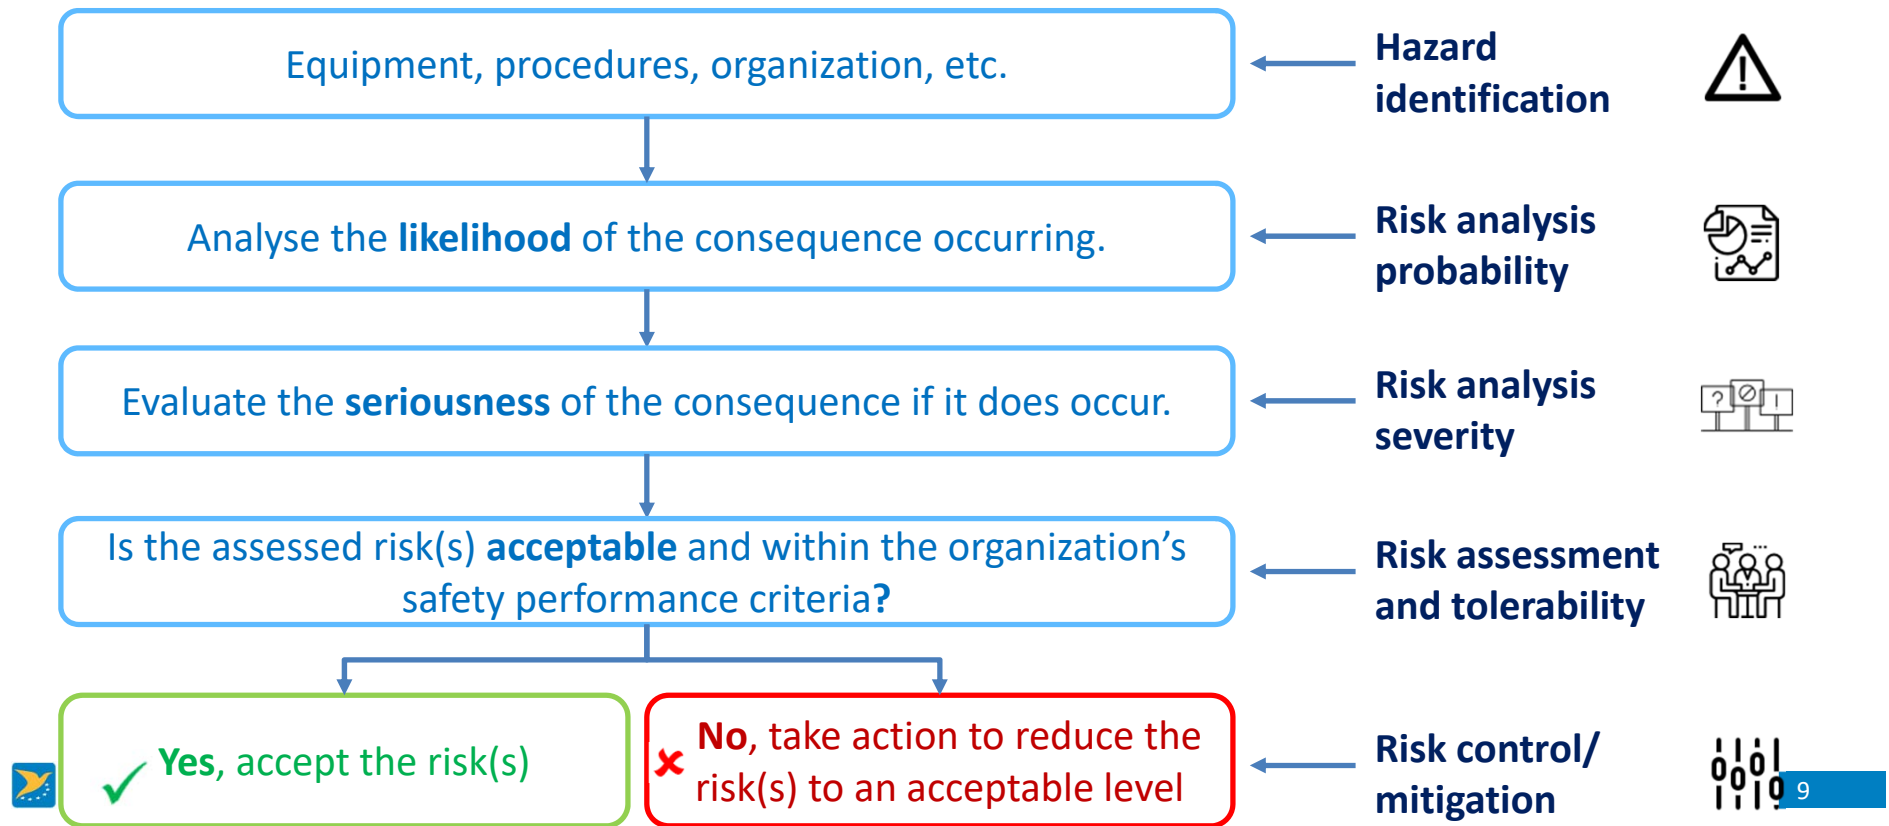 Equipment, procedures, organization, etc.
Hazard
identification
Analyse the likelihood of the consequence occurring.
Risk analysis
probability
Evaluate the seriousness of the consequence if it does occur.
Risk analysis
severity
Is the assessed risk(s) acceptable and within the organization’s
safety performance criteria?
Risk assessment
and tolerability
Yes, accept the risk(s)
No, take action to reduce the
risk(s) to an acceptable level
Risk control/
mitigation
9